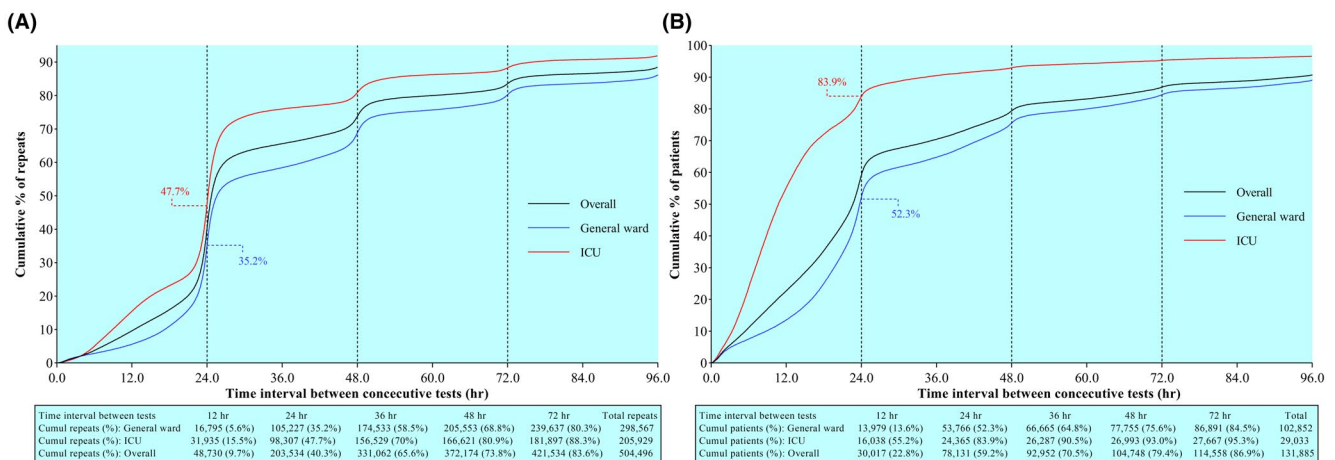 (A)
Cumulative % of repeats
90
80
70
60
50
40
30
20
10
0
47.7%
35.2%
Overall
General ward
ICU
0.0 12.0 24.0 36.0 48.0 60.0 72.0 84.0 96.0
Time interval between concecutive tests (hr)
Time interval between tests 12 hr 24 hr 36 hr 48 hr 72 hr Total repeats
Cumul repeats (%): General ward 16,795 (5.6%) 105,227 (35.2%) 174,533 (58.5%) 205,553 (68.8%) 239,637 (80.3%) 298,567
Cumul repeats (%): ICU 31,935 (15.5%) 98,307 (47.7%) 156,529 (70%) 166,621 (80.9%) 181,897 (88.3%) 205,929
Cumul repeats (%): Overall 48,730 (9.7%) 203,534 (40.3%) 331,062 (65.6%) 372,174 (73.8%) 421,534 (83.6%) 504,496
(B)
Cumulative % of patients
100
90
80
70
60
50
40
30
20
10
0
83.9%
52.3%
Overall
General ward
ICU
0.0 12.0 24.0 36.0 48.0 60.0 72.0 84.0 96.0
Time interval between concecutive tests (hr)
Time interval between tests 12 hr 24 hr 36 hr 48 hr 72 hr Total
Cumul patients (%): General ward 13,979 (13.6%) 53,766 (52.3%) 66,665 (64.8%) 77,755 (75.6%) 86,891 (84.5%) 102,852
Cumul patients (%): ICU 16,038 (55.2%) 24,365 (83.9%) 26,287 (90.5%) 26,993 (93.0%) 27,667 (95.3%) 29,033
Cumul patients (%): Overall 30,017 (22.8%) 78,131 (59.2%) 92,952 (70.5%) 104,748 (79.4%) 114,558 (86.9%) 131,885